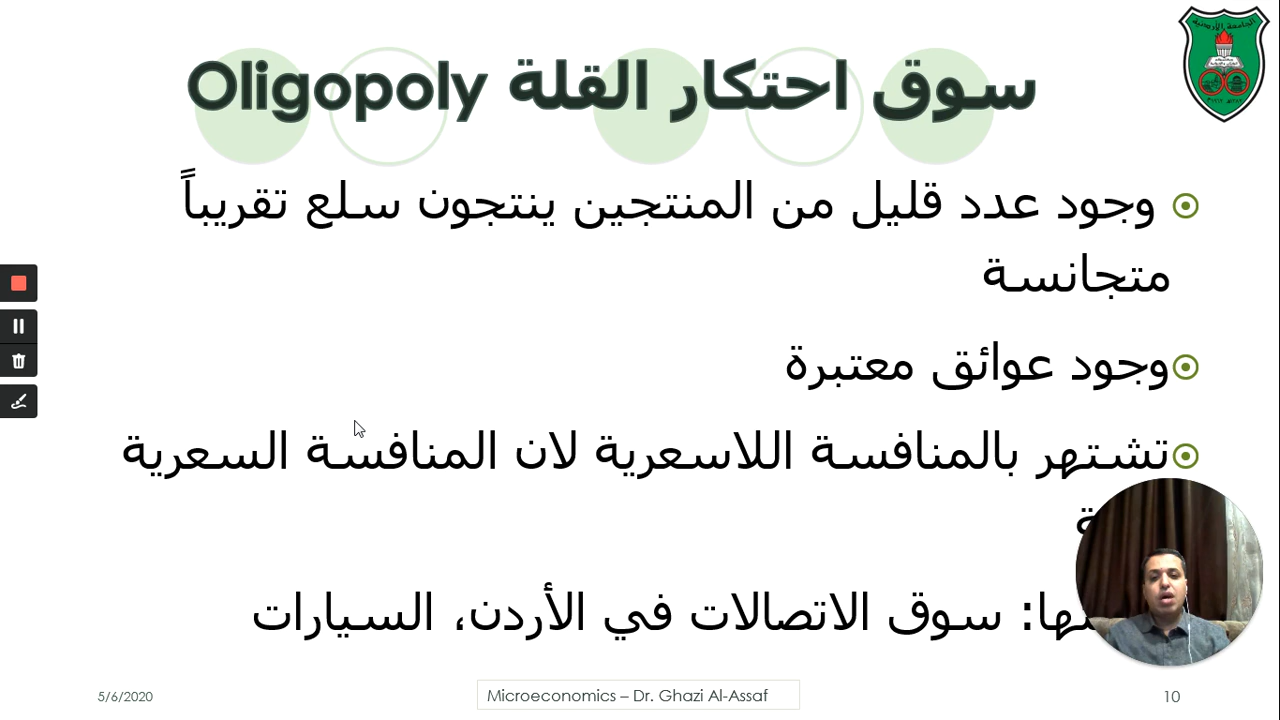 سوق احتكار القلة Oligopoly
وجود عدد قليل من المنتجين ينتجون سلع تقريباً
متجانسة
وجود عوائق معتبرة
تشتهر بالمنافسة اللاسعرية لان المنافسة السعرية
سوق الاتصالات في الأردن، السيارات
5/6/2020
Microeconomics – Dr. Ghazi Al-Assaf
10